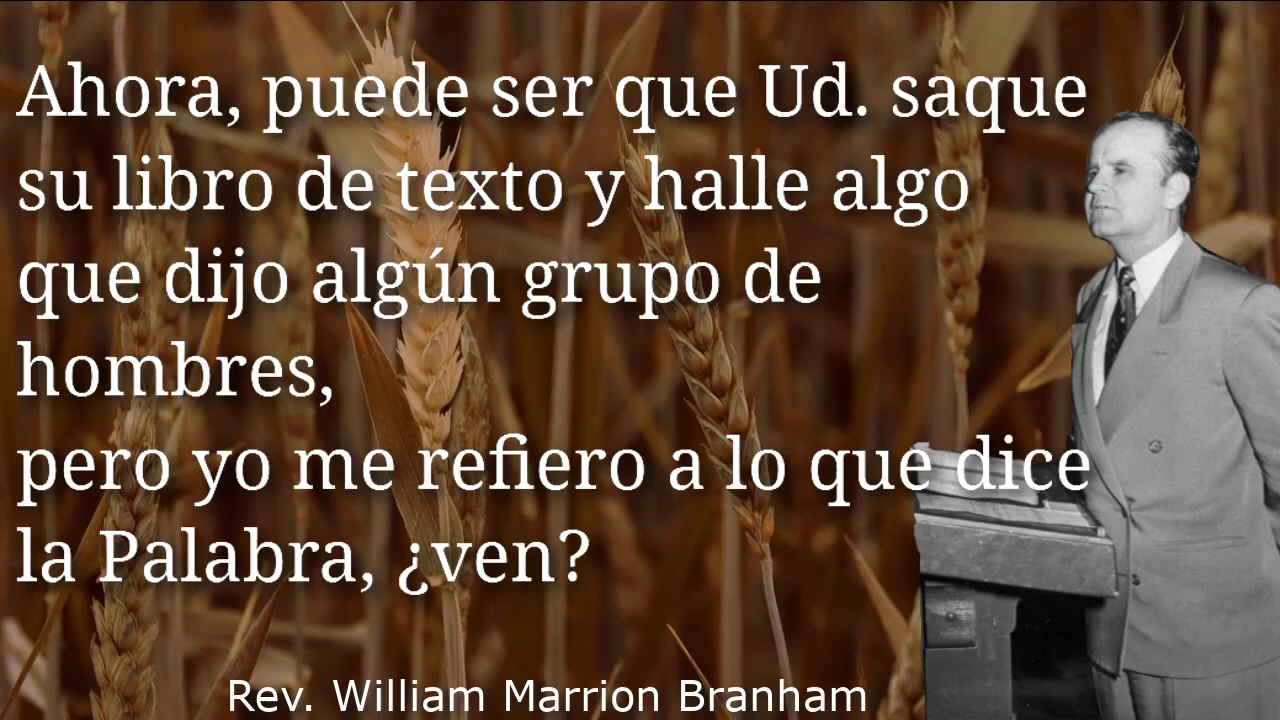 Ahora, puede ser que Ud. saque
su libro de texto y halle algo
que dijo algún grupo de
hombres,
pero yo me refiero a lo que dice
la Palabra, ¿ven?
Rev. William Marrion Branham